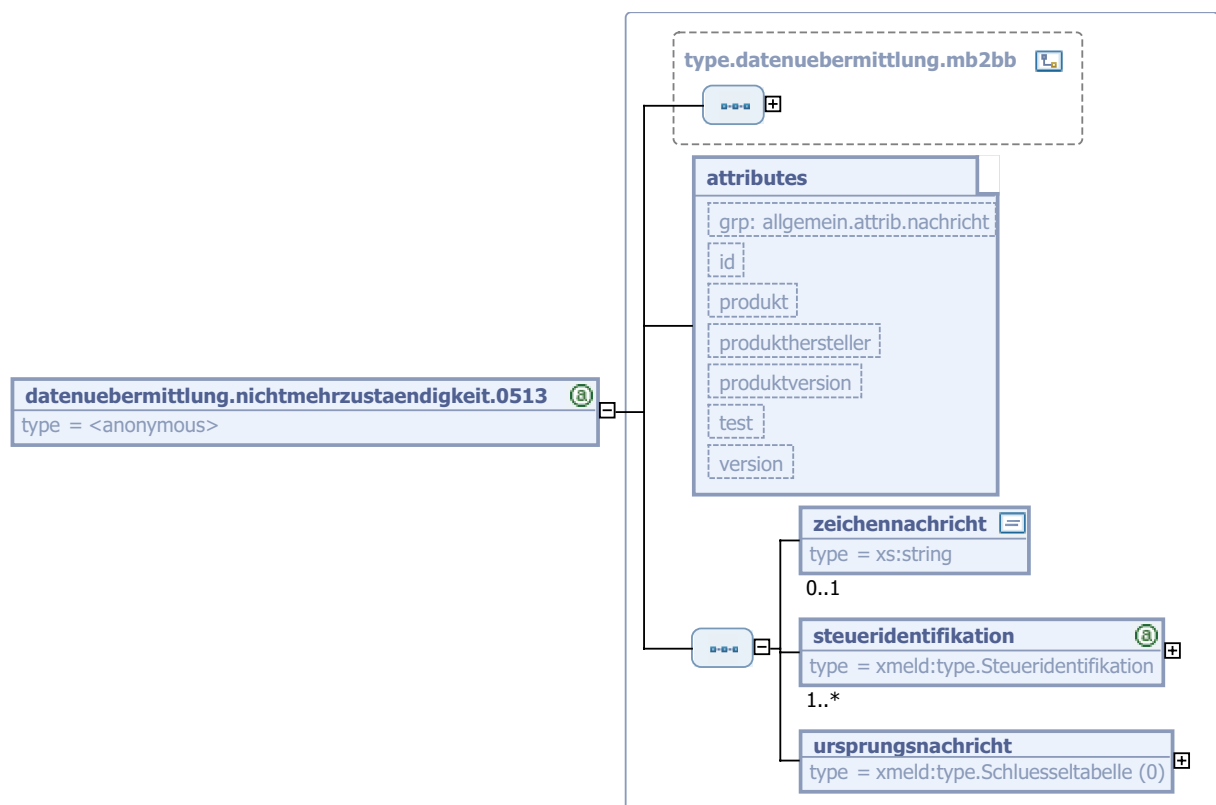 type.datenuebermittlung.mb2bb
attributes
grp: allgemein.attrib.nachricht
id
produkt
produkthersteller
produktversion
test
version
datenuebermittlung.nichtmehrzustaendigkeit.0513
type = <anonymous>
zeichennachricht
type = xs:string
0..1
steueridentifikation
type = xmeld:type.Steueridentifikation
1..*
ursprungsnachricht
type = xmeld:type.Schluesseltabelle (0)